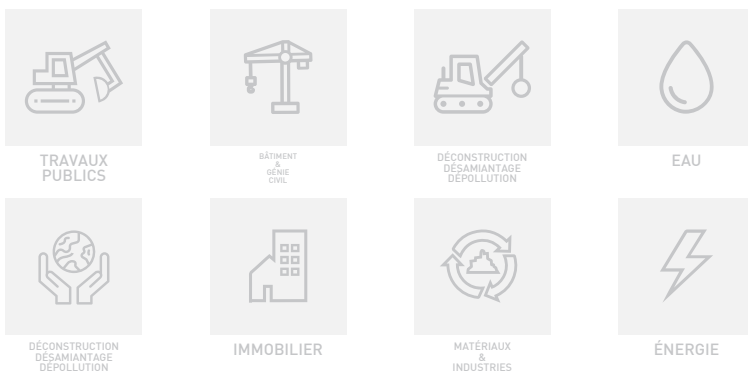 TRAVAUX
PUBLICS
BÂTIMENT
&
GÉNIE
CIVIL
DÉCONSTRUCTION
DÉSAMIANTAGE
DÉPOLLUTION
EAU
DÉCONSTRUCTION
DÉSAMIANTAGE
DÉPOLLUTION
IMMOBILIER
MATÉRIAUX
&
INDUSTRIES
ÉNERGIE